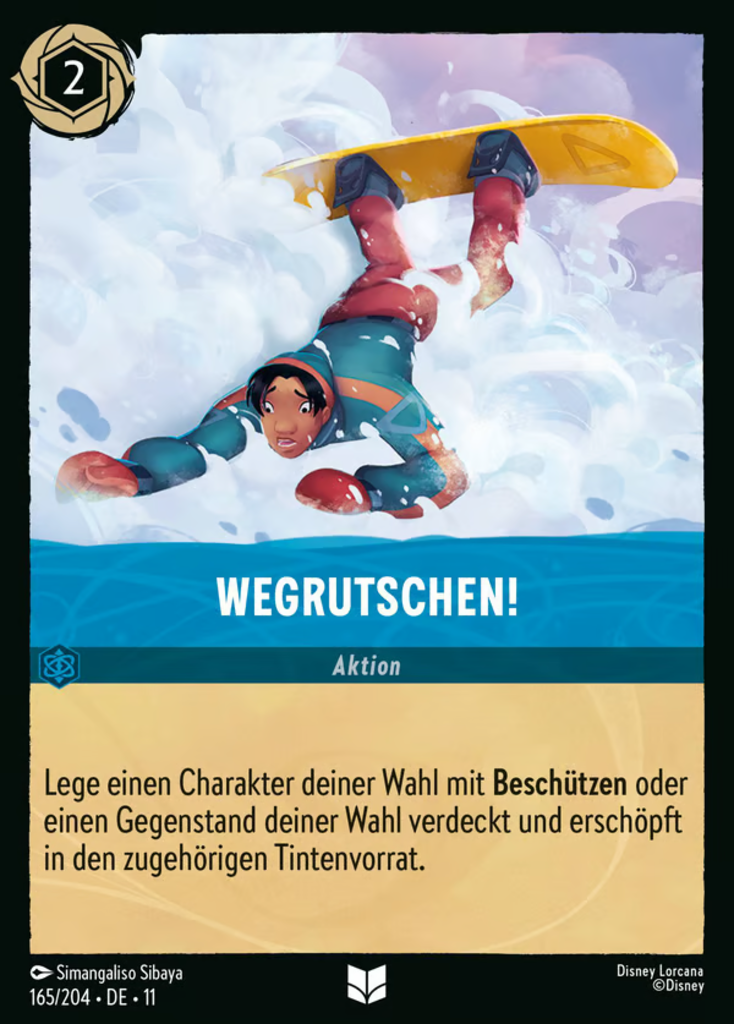 2
WEGRUTSCHEN!
Aktion
Lege einen Charakter deiner Wahl mit Beschützen oder
einen Gegenstand deiner Wahl verdeckt und erschöpft
in den zugehörigen Tintenvorrat.
Simangaliso Sibaya
165/204 • DE • 11
Disney Lorcana
©Disney